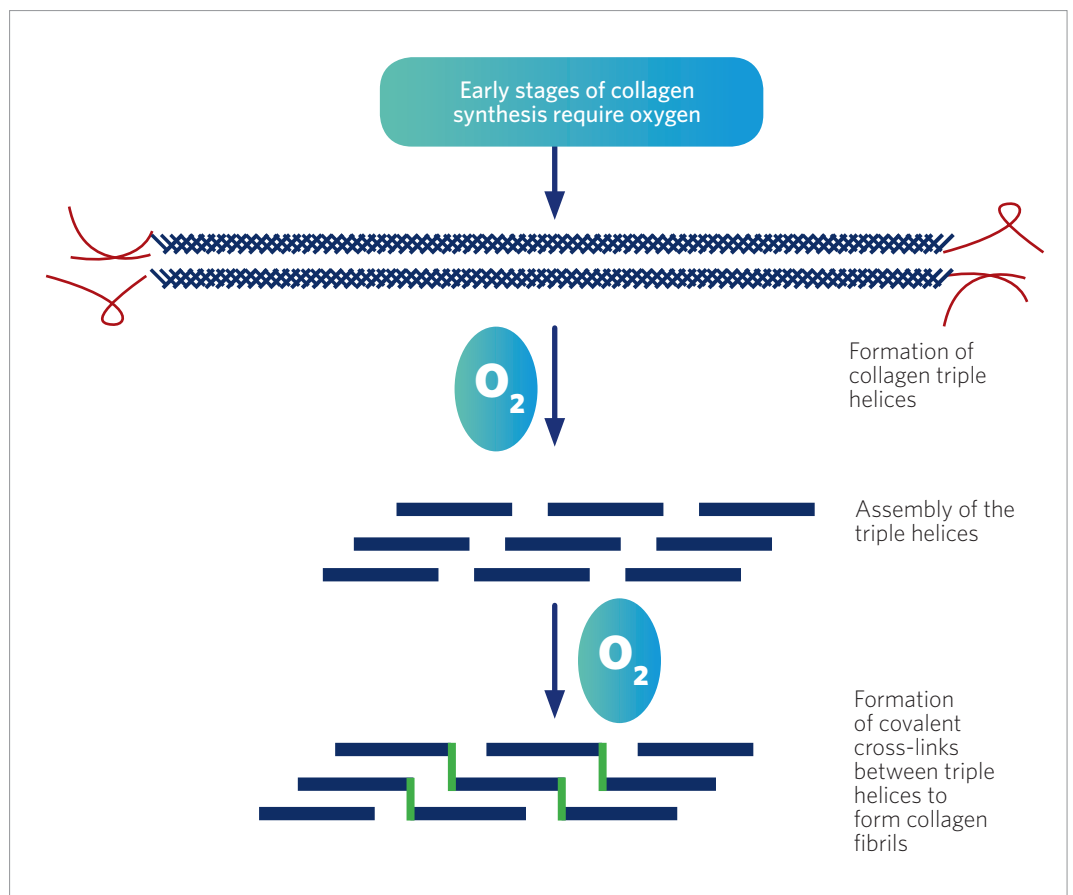 Early stages of collagen
synthesis require oxygen
O2
Formation of
collagen triple
helices
Assembly of the
triple helices
O2
Formation
of covalent
cross-links
between triple
helices to
form collagen
fibrils